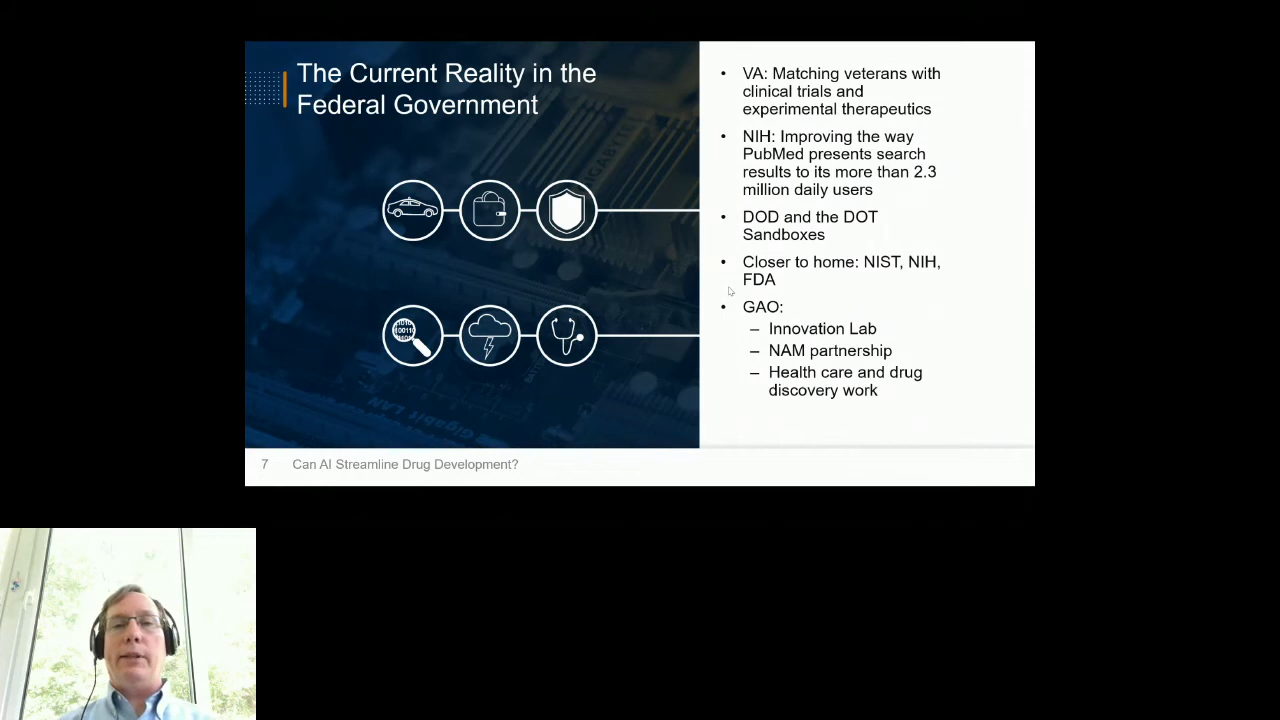 The Current Reality in the
Federal Government
• VA: Matching veterans with
clinical trials and
experimental therapeutics
• NIH: Improving the way
PubMed presents search
results to its more than 2.3
million daily users
• DOD and the DOT
Sandboxes
• Closer to home: NIST, NIH,
FDA
• GAO:
– Innovation Lab
– NAM partnership
– Health care and drug
discovery work
GIGABYTE
Gigabit LAN
7 Can AI Streamline Drug Development?